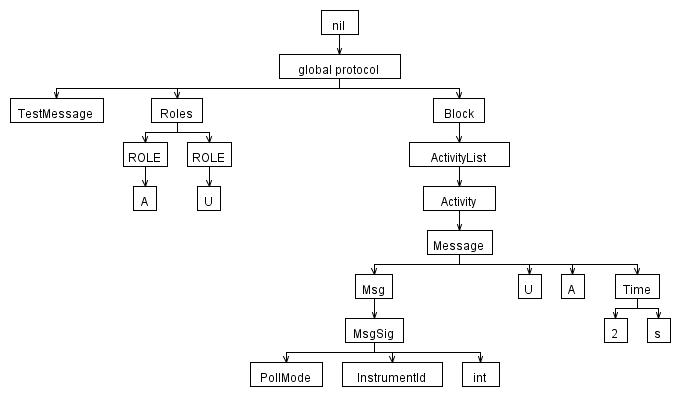 nil
global protocol
TestMessage Roles Block
ROLE ROLE ActivityList
A U Activity
Message
Msg U A Time
MsgSig 2 s
PollMode InstrumentId int